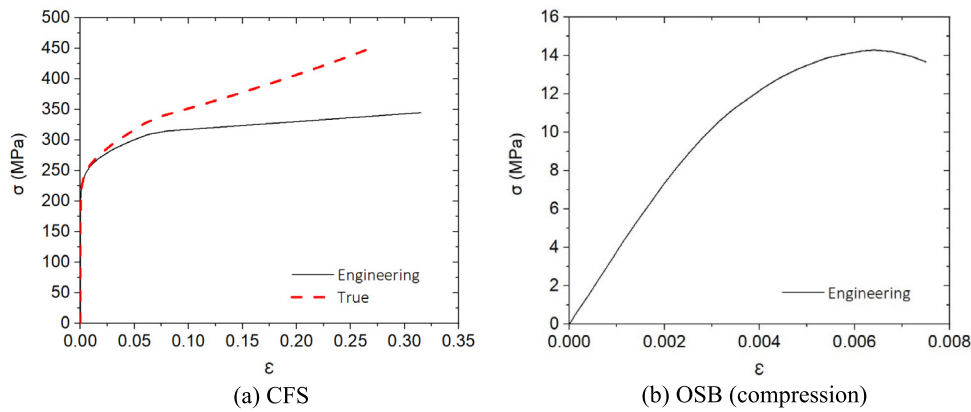 500
450
400
350
300
250
200
150
100
50
0
σ (MPa)
Engineering
True
0.00 0.05 0.10 0.15 0.20 0.25 0.30 0.35
ε
(a) CFS
16
14
12
10
8
6
4
2
0
σ (MPa)
Engineering
0.000 0.002 0.004 0.006 0.008
ε
(b) OSB (compression)